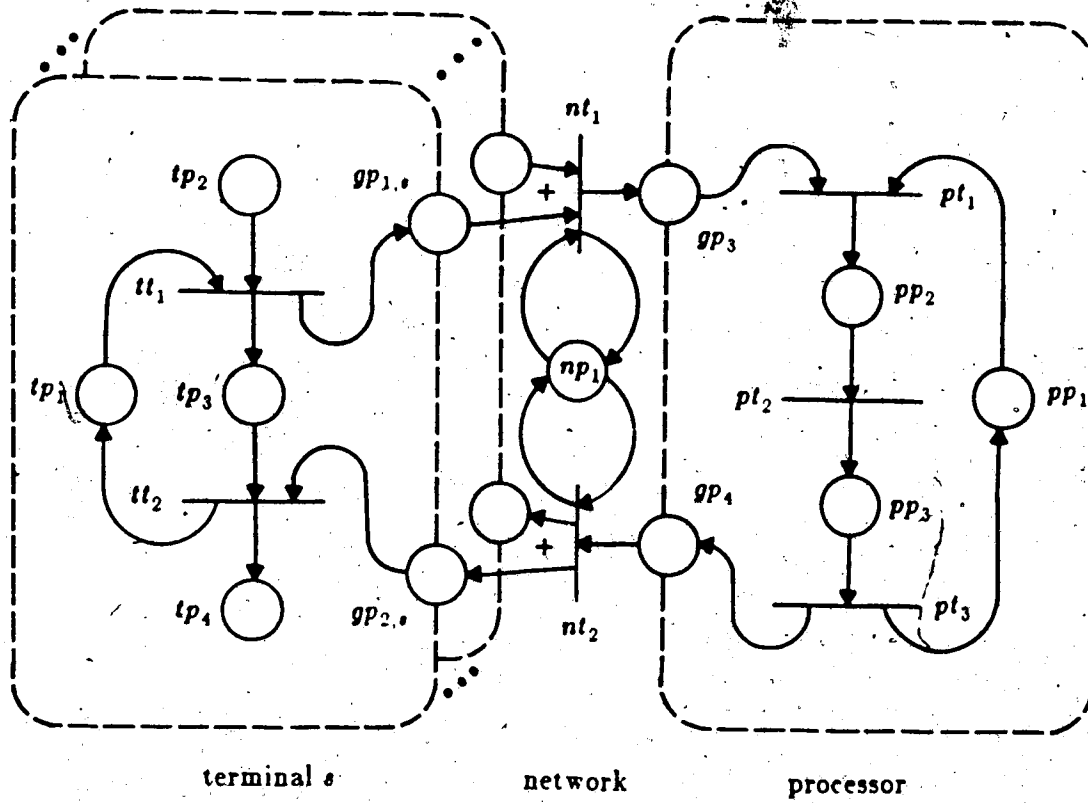 nt₁
tp₂
gp₁,ₛ
+
pt₁
gp₃
tt₁
pp₂
np₁
tp₁
tp₃
pt₂
pp₁
tt₂
gp₄
pp₃
+
tp₄
gp₂,ₛ
nt₂
pt₃
terminal s
network
processor